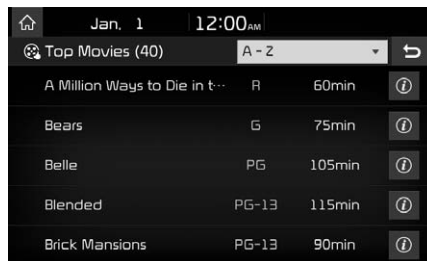 Jan. 1 12:00AM
Top Movies (40) A - Z
A Million Ways to Die in t··· R 60min
Bears G 75min
Belle PG 105min
Blended PG-13 115min
Brick Mansions PG-13 90min